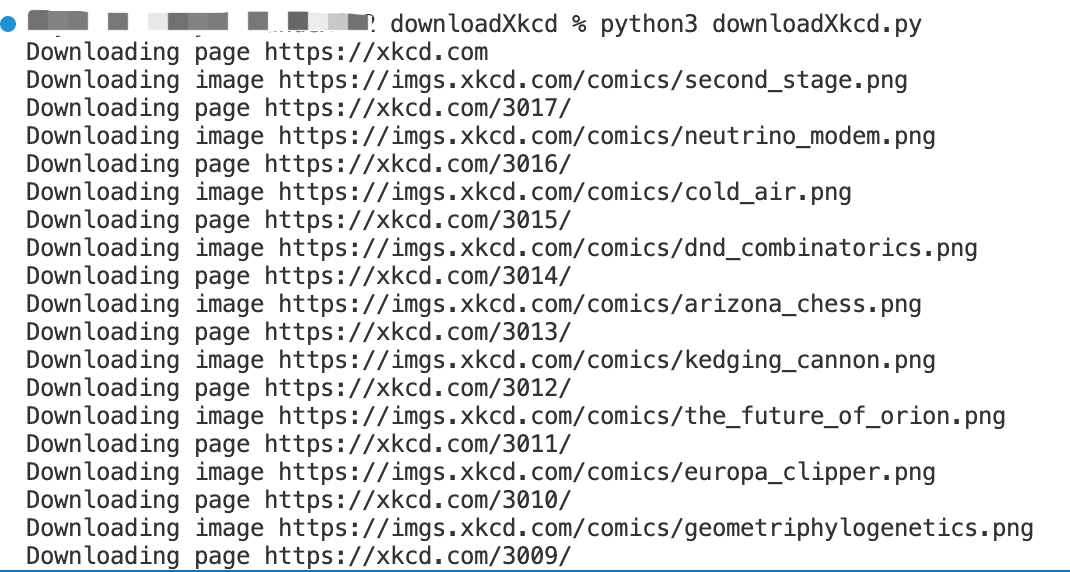 downloadXkcd % python3 downloadXkcd.py
Downloading page https://xkcd.com
Downloading image https://imgs.xkcd.com/comics/second_stage.png
Downloading page https://xkcd.com/3017/
Downloading image https://imgs.xkcd.com/comics/neutrino_modem.png
Downloading page https://xkcd.com/3016/
Downloading image https://imgs.xkcd.com/comics/cold_air.png
Downloading page https://xkcd.com/3015/
Downloading image https://imgs.xkcd.com/comics/dnd_combinatorics.png
Downloading page https://xkcd.com/3014/
Downloading image https://imgs.xkcd.com/comics/arizona_chess.png
Downloading page https://xkcd.com/3013/
Downloading image https://imgs.xkcd.com/comics/kedging_cannon.png
Downloading page https://xkcd.com/3012/
Downloading image https://imgs.xkcd.com/comics/the_future_of_orion.png
Downloading page https://xkcd.com/3011/
Downloading image https://imgs.xkcd.com/comics/europa_clipper.png
Downloading page https://xkcd.com/3010/
Downloading image https://imgs.xkcd.com/comics/geometriphylogenetics.png
Downloading page https://xkcd.com/3009/